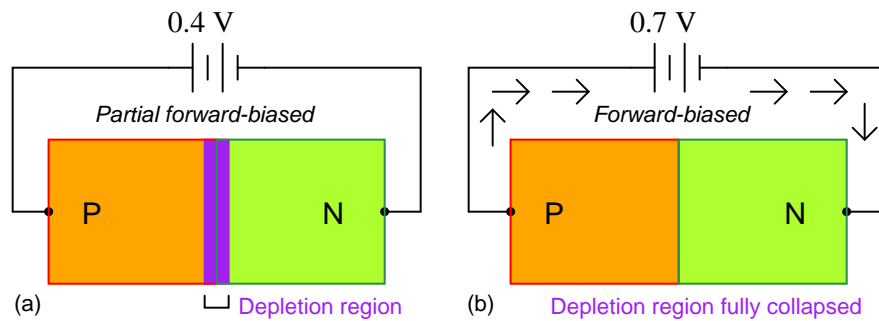 0.4 V
Partial forward-biased
P
N
(a)
Depletion region
0.7 V
Forward-biased
P
N
(b)
Depletion region fully collapsed